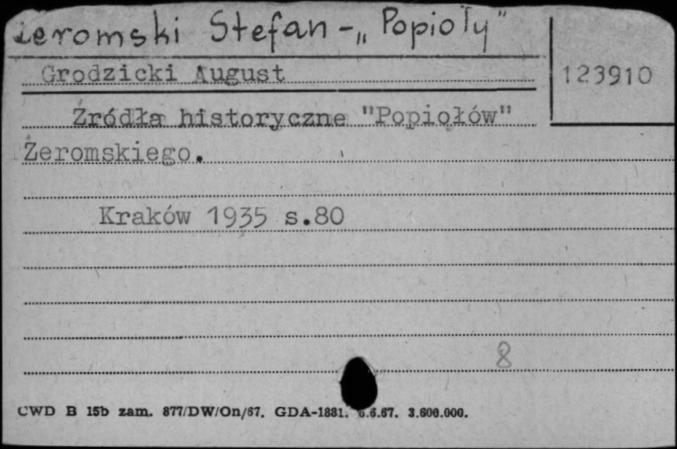 Żeromski Stefan - „Popioły"
Grodzicki August
123910
Źródła historyczne "Popiołów"
Żeromskiego.
Kraków 1935 s.80
8
CWD B 15b zam. 877/DW/On/67. GDA-1881. 6.6.67. 3.600.000.